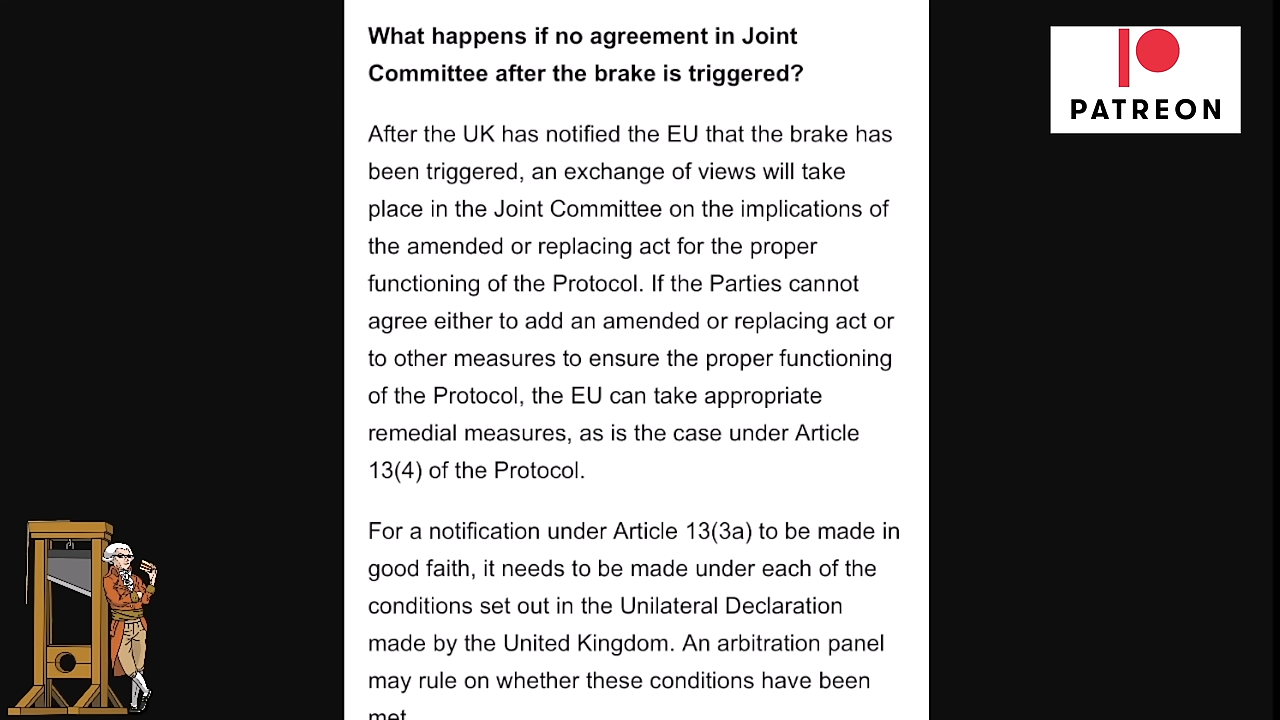 What happens if no agreement in Joint
Committee after the brake is triggered?
After the UK has notified the EU that the brake has
been triggered, an exchange of views will take
place in the Joint Committee on the implications of
the amended or replacing act for the proper
functioning of the Protocol. If the Parties cannot
agree either to add an amended or replacing act or
to other measures to ensure the proper functioning
of the Protocol, the EU can take appropriate
remedial measures, as is the case under Article
13(4) of the Protocol.
For a notification under Article 13(3a) to be made in
good faith, it needs to be made under each of the
conditions set out in the Unilateral Declaration
made by the United Kingdom. An arbitration panel
may rule on whether these conditions have been
met.
PATREON